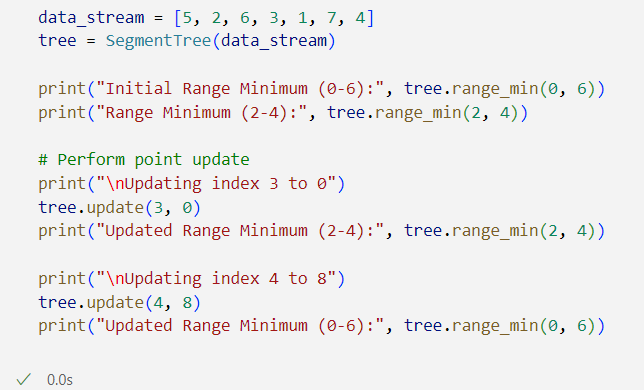 data_stream = [5, 2, 6, 3, 1, 7, 4]
tree = SegmentTree(data_stream)
print("Initial Range Minimum (0-6):", tree.range_min(0, 6))
print("Range Minimum (2-4):", tree.range_min(2, 4))
# Perform point update
print("\nUpdating index 3 to 0")
tree.update(3, 0)
print("Updated Range Minimum (2-4):", tree.range_min(2, 4))
print("\nUpdating index 4 to 8")
tree.update(4, 8)
print("Updated Range Minimum (0-6):", tree.range_min(0, 6))
0.0s